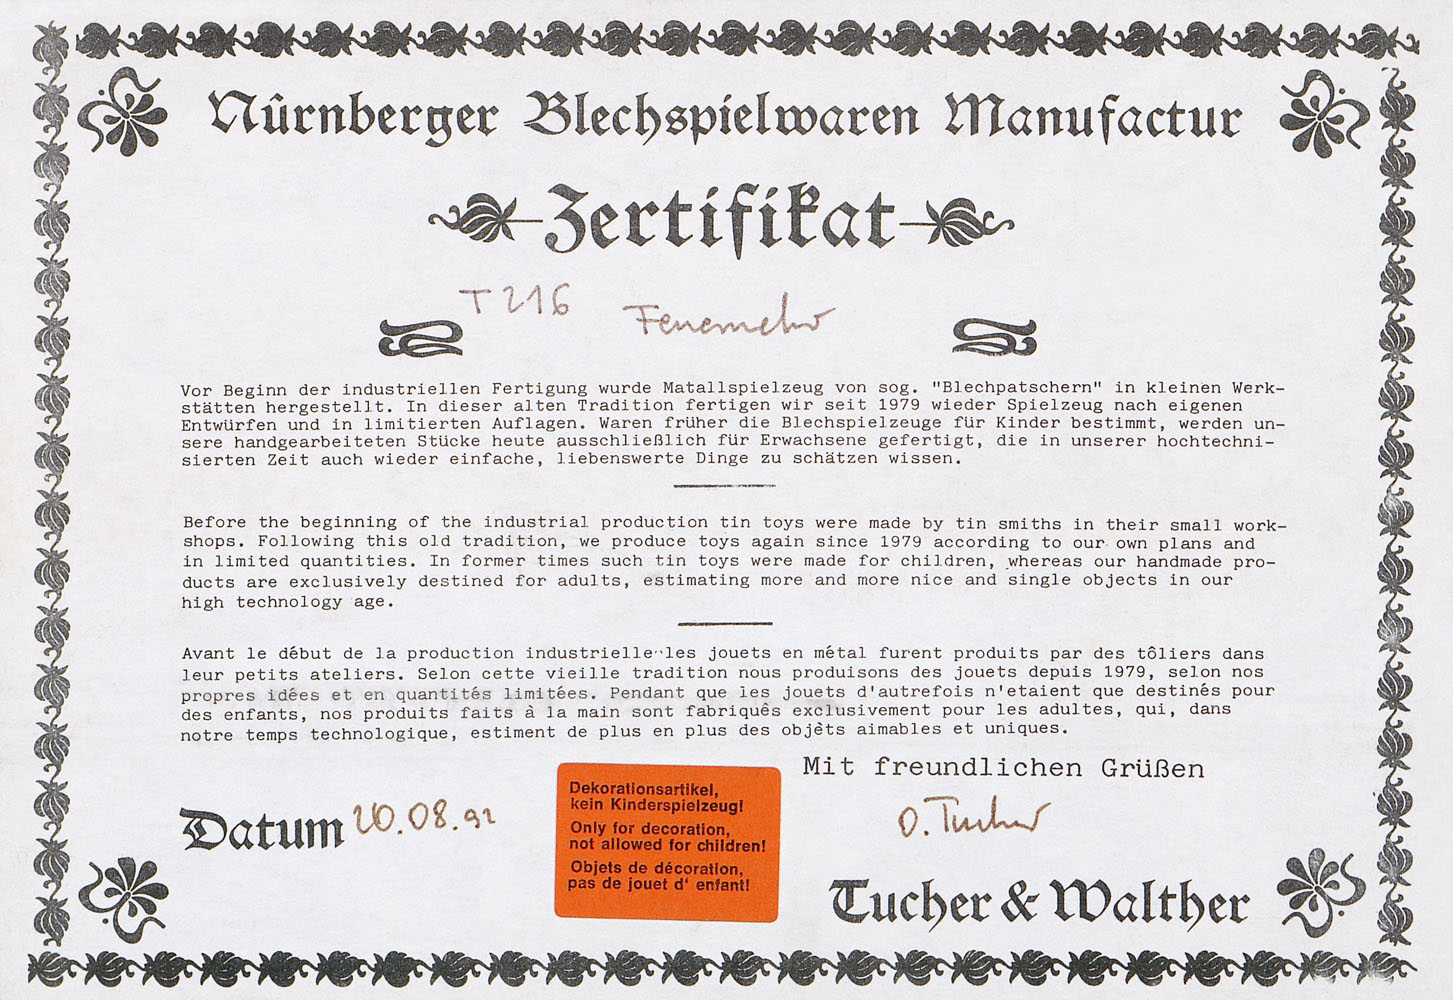 Nürnberger Blechspielwaren Manufactur
Zertifikat
T 216 Feuerwehr
Vor Beginn der industriellen Fertigung wurde Matallspielzeug von sog. "Blechpatschern" in kleinen Werk-
stätten hergestellt. In dieser alten Tradition fertigen wir seit 1979 wieder Spielzeug nach eigenen
Entwürfen und in limitierten Auflagen. Waren früher die Blechspielzeuge für Kinder bestimmt, werden un-
sere handgearbeiteten Stücke heute ausschließlich für Erwachsene gefertigt, die in unserer hochtechni-
sierten Zeit auch wieder einfache, liebenswerte Dinge zu schätzen wissen.
Before the beginning of the industrial production tin toys were made by tin smiths in their small work-
shops. Following this old tradition, we produce toys again since 1979 according to our own plans and
in limited quantities. In former times such tin toys were made for children, whereas our handmade pro-
ducts are exclusively destined for adults, estimating more and more nice and single objects in our
high technology age.
Avant le début de la production industrielle les jouets en métal furent produits par des tôliers dans
leur petits ateliers. Selon cette vieille tradition nous produisons des jouets depuis 1979, selon nos
propres idées et en quantités limitées. Pendant que les jouets d'autrefois n'etaient que destinés pour
des enfants, nos produits faits à la main sont fabriqués exclusivement pour les adultes, qui, dans
notre temps technologique, estiment de plus en plus des objèts aimables et uniques.
Mit freundlichen Grüßen
Dekorationsartikel,
kein Kinderspielzeug!
Only for decoration,
not allowed for children!
Objets de décoration,
pas de jouet d' enfant!
Datum 20.08.92
O. Tucher
Tucher & Walther